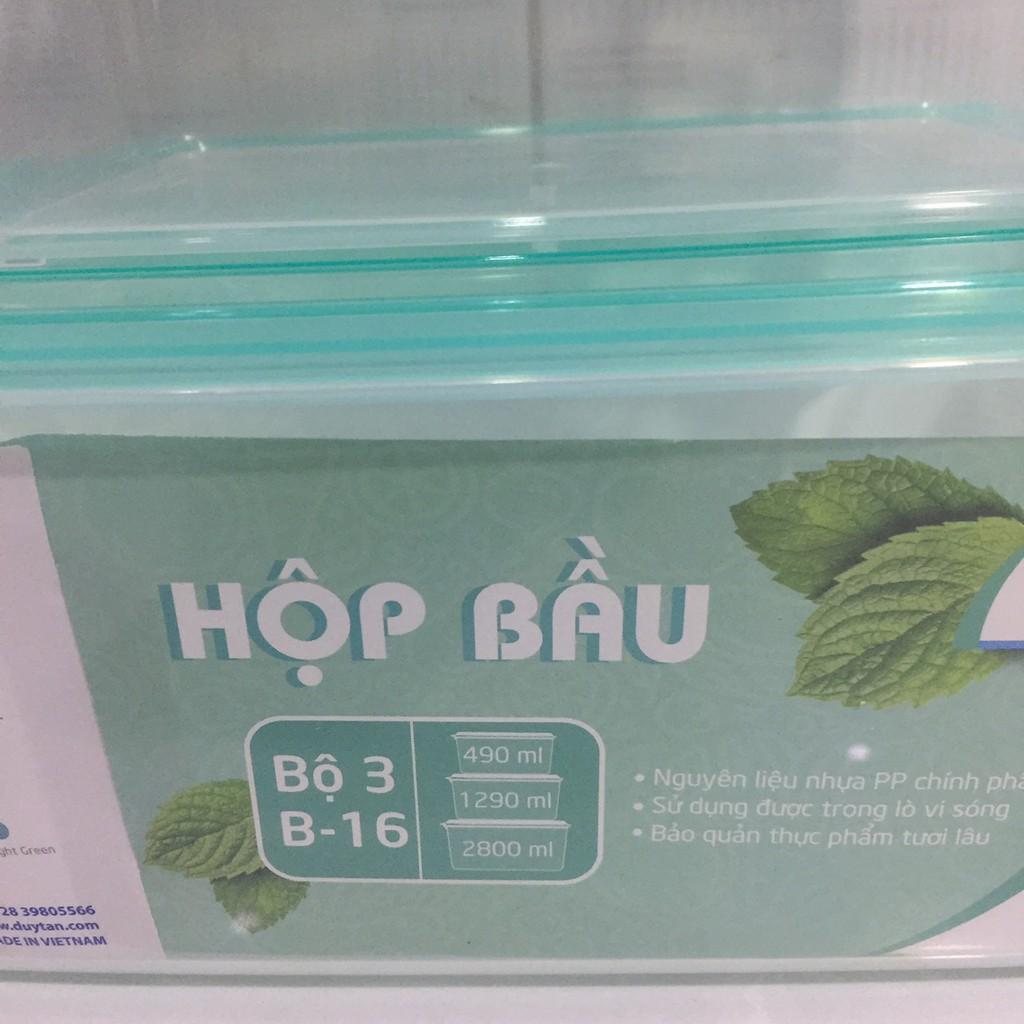 HỘP BẦU
Bộ 3
B-16
490 ml
1290 ml
2800 ml
• Nguyên liệu nhựa PP chính
• Sử dụng được trong lò vi sóng
• Bảo quản thực phẩm tươi lâu
Green
28 39805566
w.duytan.com
ADE IN VIETNAM